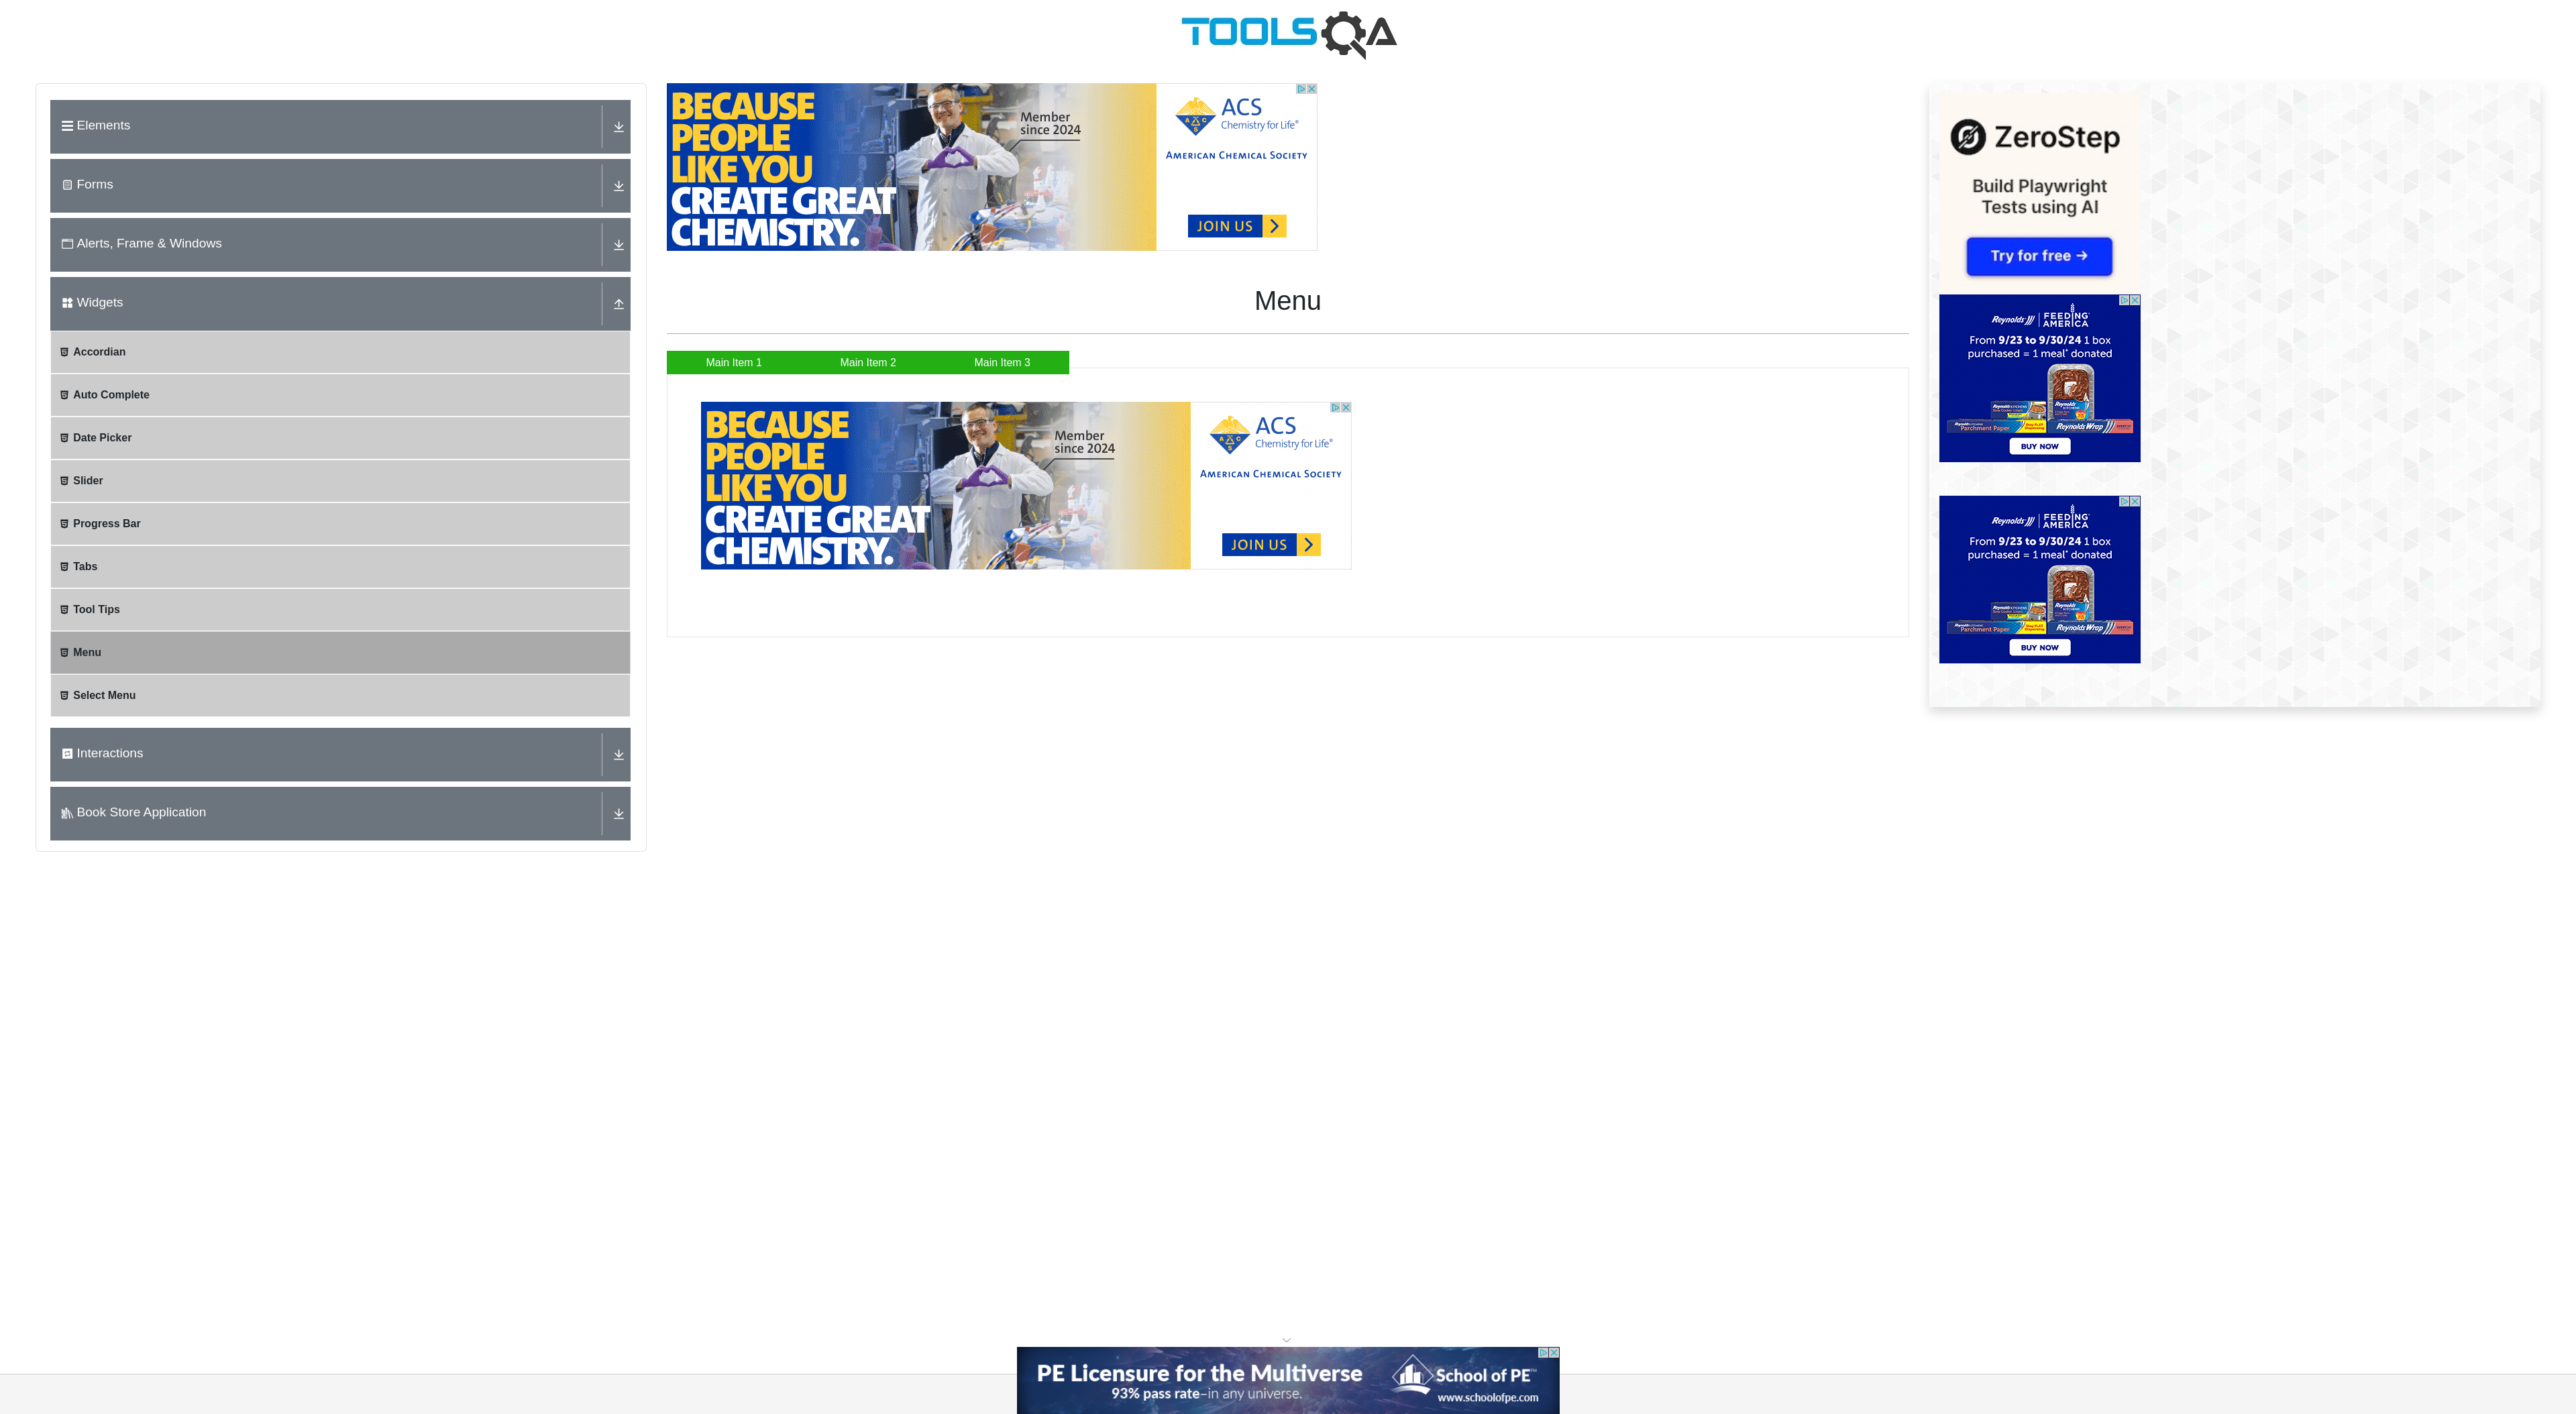 TOOLSQA
Elements
Forms
Alerts, Frame & Windows
Widgets
Accordian
Auto Complete
Date Picker
Slider
Progress Bar
Tabs
Tool Tips
Menu
Select Menu
Interactions
Book Store Application
BECAUSE
PEOPLE
LIKE YOU
CREATE GREAT
CHEMISTRY.
Member
since 2024
ACS
Chemistry for Life®
AMERICAN CHEMICAL SOCIETY
JOIN US
Menu
Main Item 1
Main Item 2
Main Item 3
BECAUSE
PEOPLE
LIKE YOU
CREATE GREAT
CHEMISTRY.
Member
since 2024
ACS
Chemistry for Life®
AMERICAN CHEMICAL SOCIETY
JOIN US
ZeroStep
Build Playwright
Tests using AI
Try for free →
Reynolds FEEDING AMERICA
From 9/23 to 9/30/24 1 box
purchased = 1 meal* donated
Parchment Paper Reynolds Wrap
BUY NOW
Reynolds FEEDING AMERICA
From 9/23 to 9/30/24 1 box
purchased = 1 meal* donated
Parchment Paper Reynolds Wrap
BUY NOW
PE Licensure for the Multiverse
93% pass rate–in any universe.
School of PE™
www.schoolofpe.com